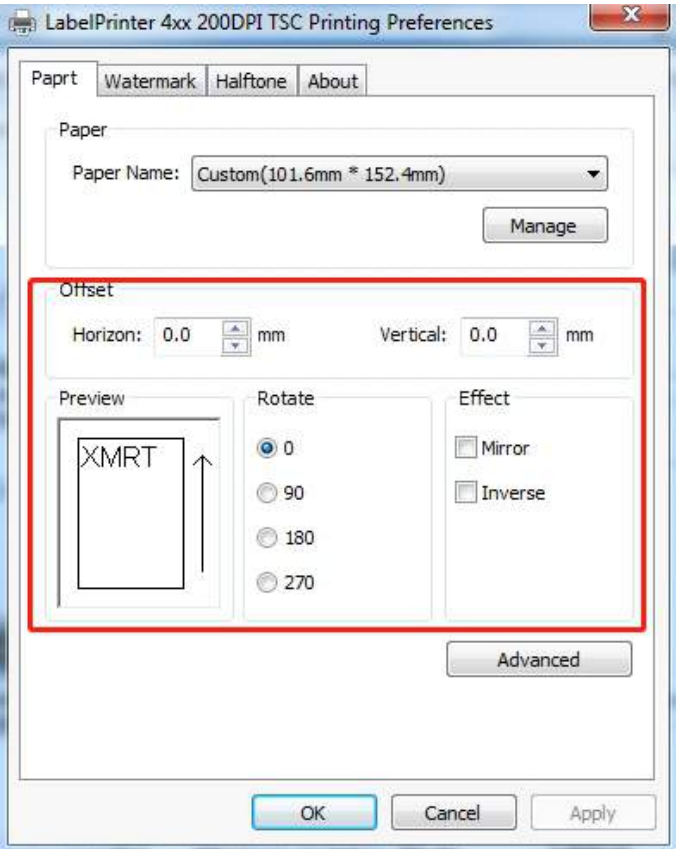 LabelPrinter 4xx 200DPI TSC Printing Preferences
Paprt Watermark Halftone About
Paper
Paper Name: Custom(101.6mm * 152.4mm)
Manage
Offset
Horizon: 0.0 mm Vertical: 0.0 mm
Preview Rotate Effect
XMRT 0 Mirror
90 Inverse
180
270
Advanced
OK Cancel Apply